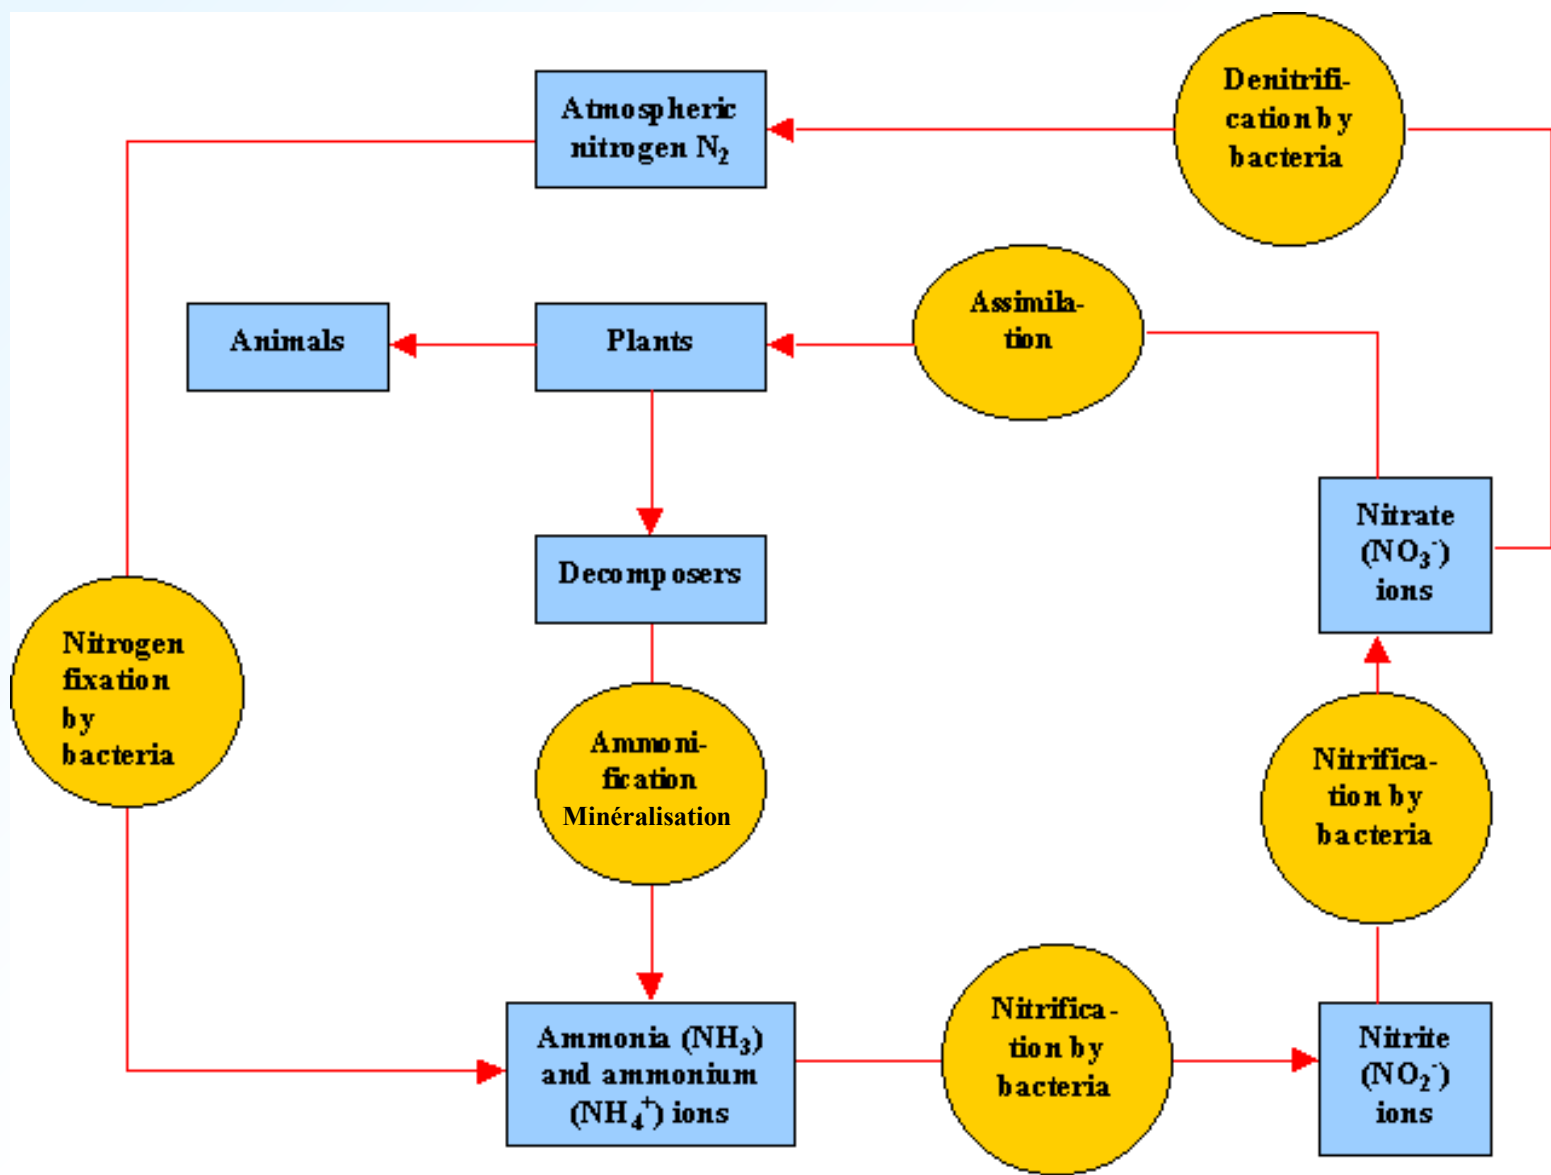 Atmospheric
nitrogen N₂
Denitrifi-
cation by
bacteria
Animals
Plants
Assimila-
tion
Nitrate
(NO₃⁻)
ions
Decomposers
Nitrogen
fixation
by
bacteria
Ammoni-
fication
Minéralisation
Nitrifica-
tion by
bacteria
Ammonia (NH₃)
and ammonium
(NH₄⁺) ions
Nitrifica-
tion by
bacteria
Nitrite
(NO₂⁻)
ions